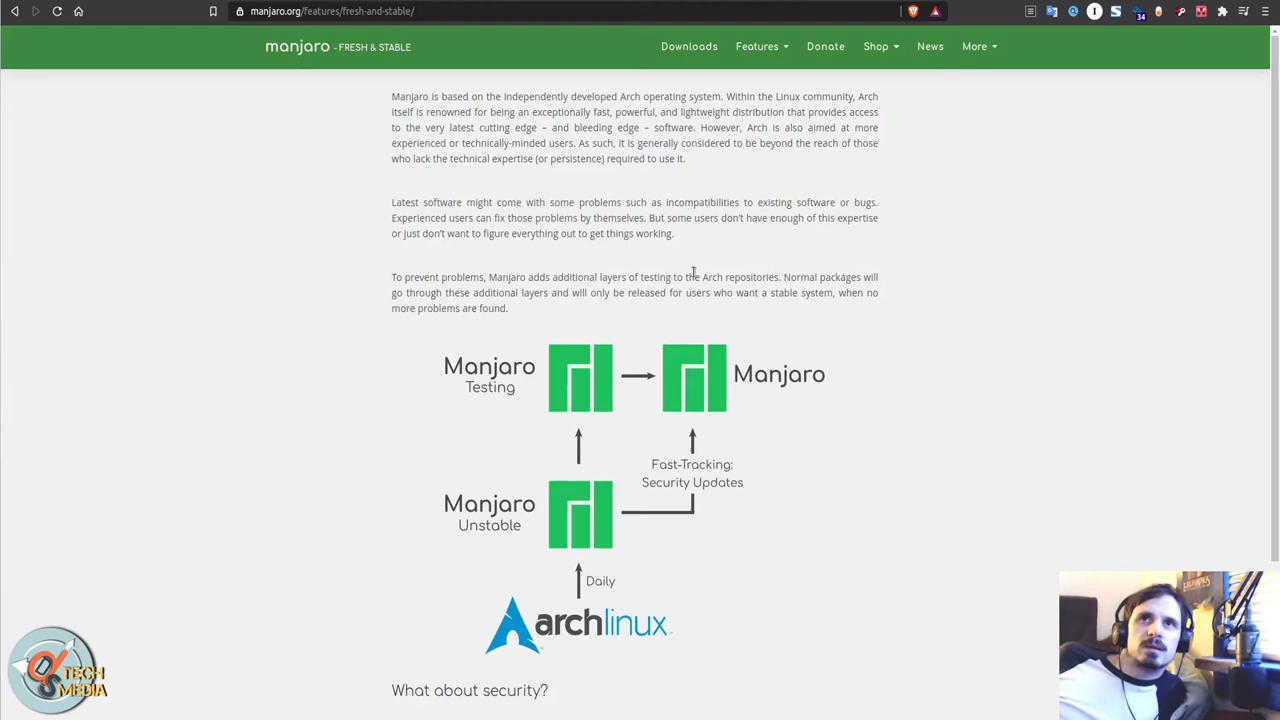 manjaro.org/features/fresh-and-stable/
34
manjaro - FRESH & STABLE
Downloads Features Donate Shop News More
Manjaro is based on the independently developed Arch operating system. Within the Linux community, Arch
itself is renowned for being an exceptionally fast, powerful, and lightweight distribution that provides access
to the very latest cutting edge – and bleeding edge – software. However, Arch is also aimed at more
experienced or technically-minded users. As such, it is generally considered to be beyond the reach of those
who lack the technical expertise (or persistence) required to use it.
Latest software might come with some problems such as incompatibilities to existing software or bugs.
Experienced users can fix those problems by themselves. But some users don't have enough of this expertise
or just don't want to figure everything out to get things working.
To prevent problems, Manjaro adds additional layers of testing to the Arch repositories. Normal packages will
go through these additional layers and will only be released for users who want a stable system, when no
more problems are found.
Manjaro
Testing
Manjaro
Fast-Tracking:
Security Updates
Manjaro
Unstable
Daily
archlinux
What about security?
TECH
MEDIA